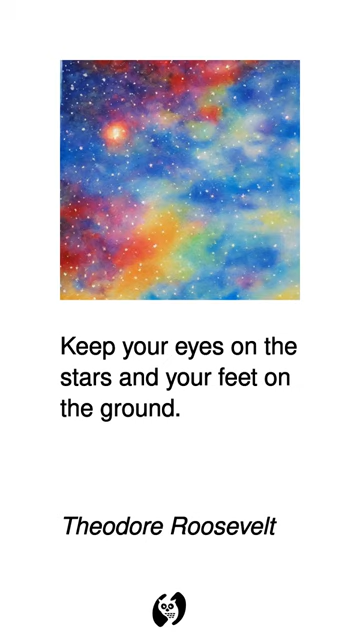 Keep your eyes on the
stars and your feet on
the ground.
Theodore Roosevelt